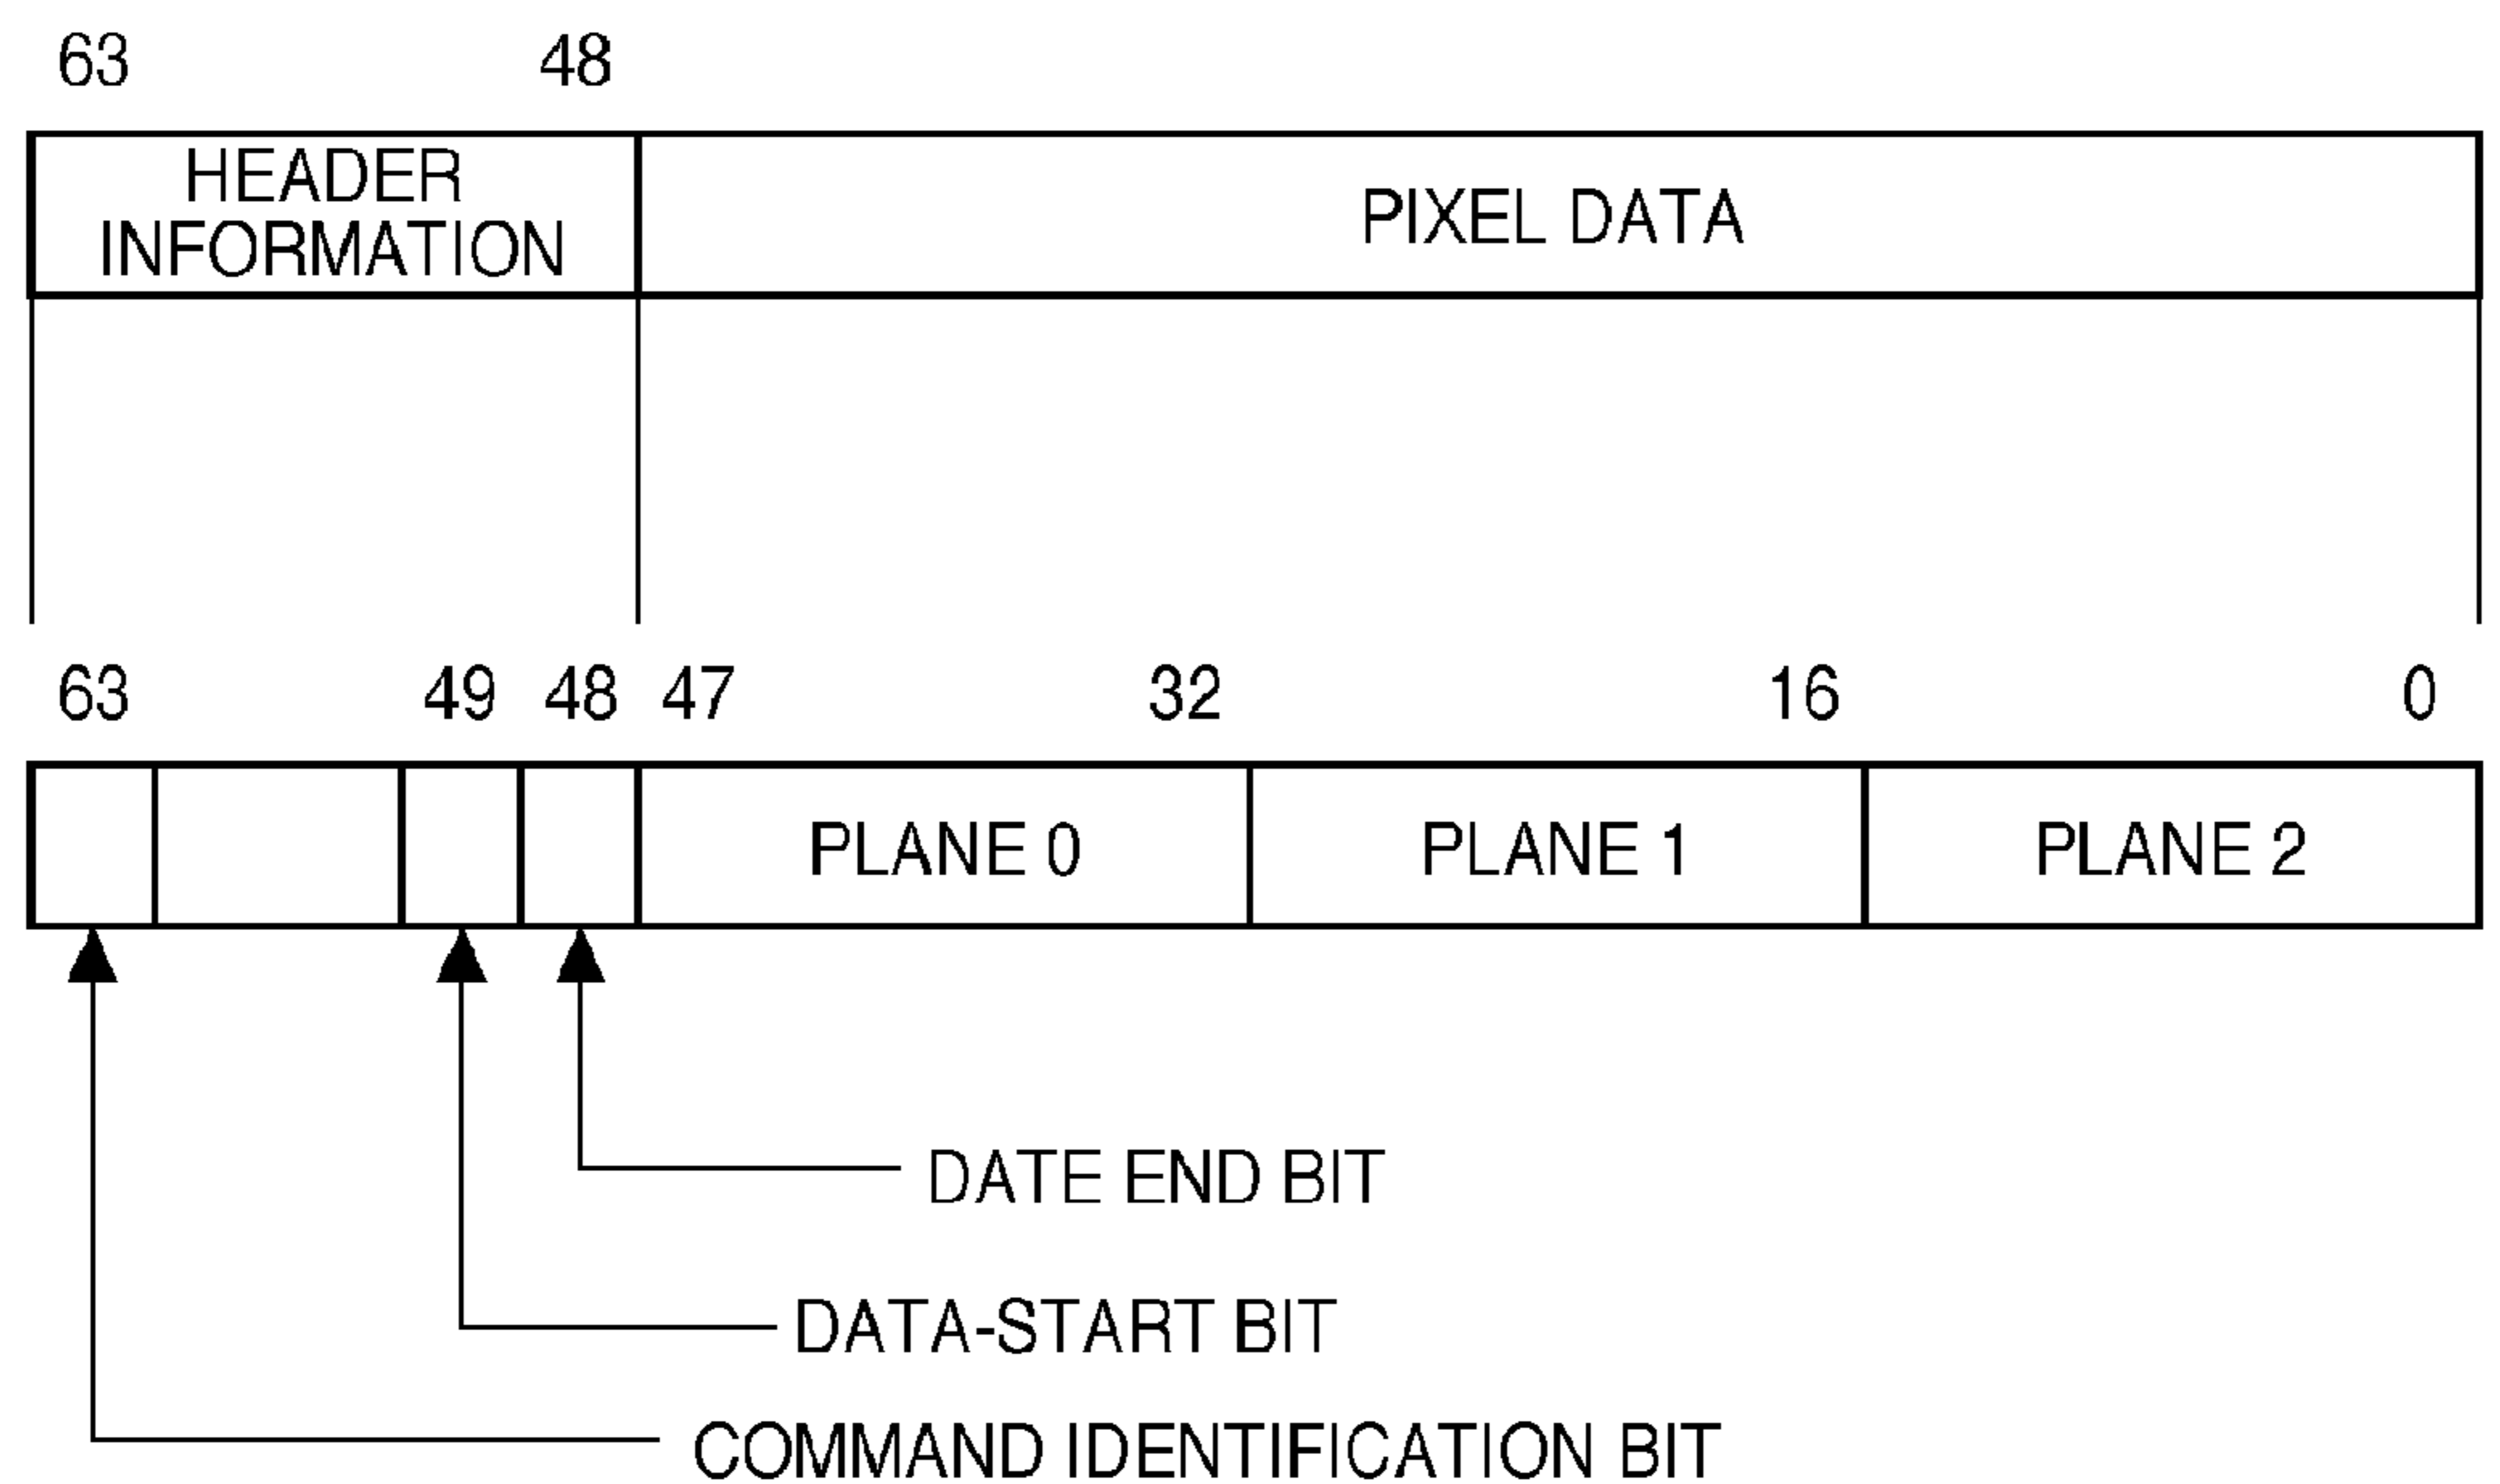 63 48
HEADER
INFORMATION
PIXEL DATA
63 49 48 47 32 16 0
PLANE 0 PLANE 1 PLANE 2
DATE END BIT
DATA-START BIT
COMMAND IDENTIFICATION BIT